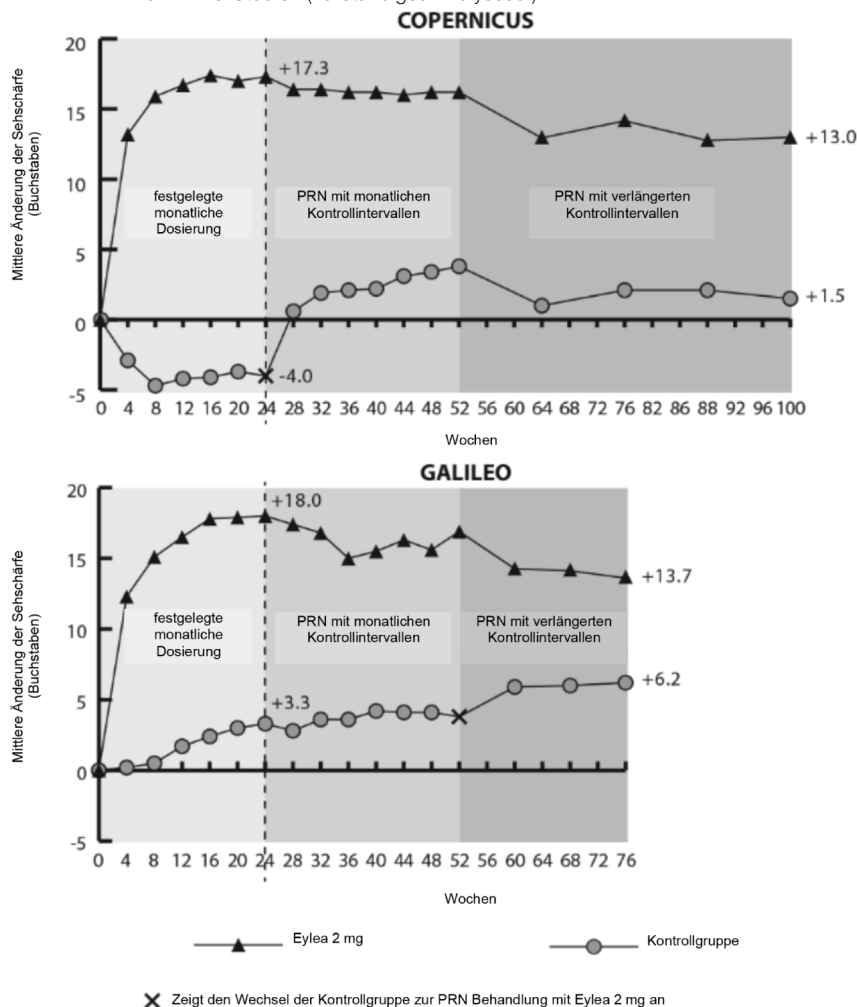 COPERNICUS
Mittlere Änderung der Sehschärfe
(Buchstaben)
20
15
10
5
0
-5
+17.3
+13.0
festgelegte
monatliche
Dosierung
PRN mit monatlichen
Kontrollintervallen
PRN mit verlängerten
Kontrollintervallen
+1.5
-4.0
0 4 8 12 16 20 24 28 32 36 40 44 48 52 56 60 64 68 72 76 82 86 88 92 96 100
Wochen
GALILEO
Mittlere Änderung der Sehschärfe
(Buchstaben)
20
15
10
5
0
-5
+18.0
+13.7
festgelegte
monatliche
Dosierung
PRN mit monatlichen
Kontrollintervallen
PRN mit verlängerten
Kontrollintervallen
+3.3
+6.2
0 4 8 12 16 20 24 28 32 36 40 44 48 52 56 60 64 68 72 76
Wochen
Eylea 2 mg
Kontrollgruppe
Zeigt den Wechsel der Kontrollgruppe zur PRN Behandlung mit Eylea 2 mg an